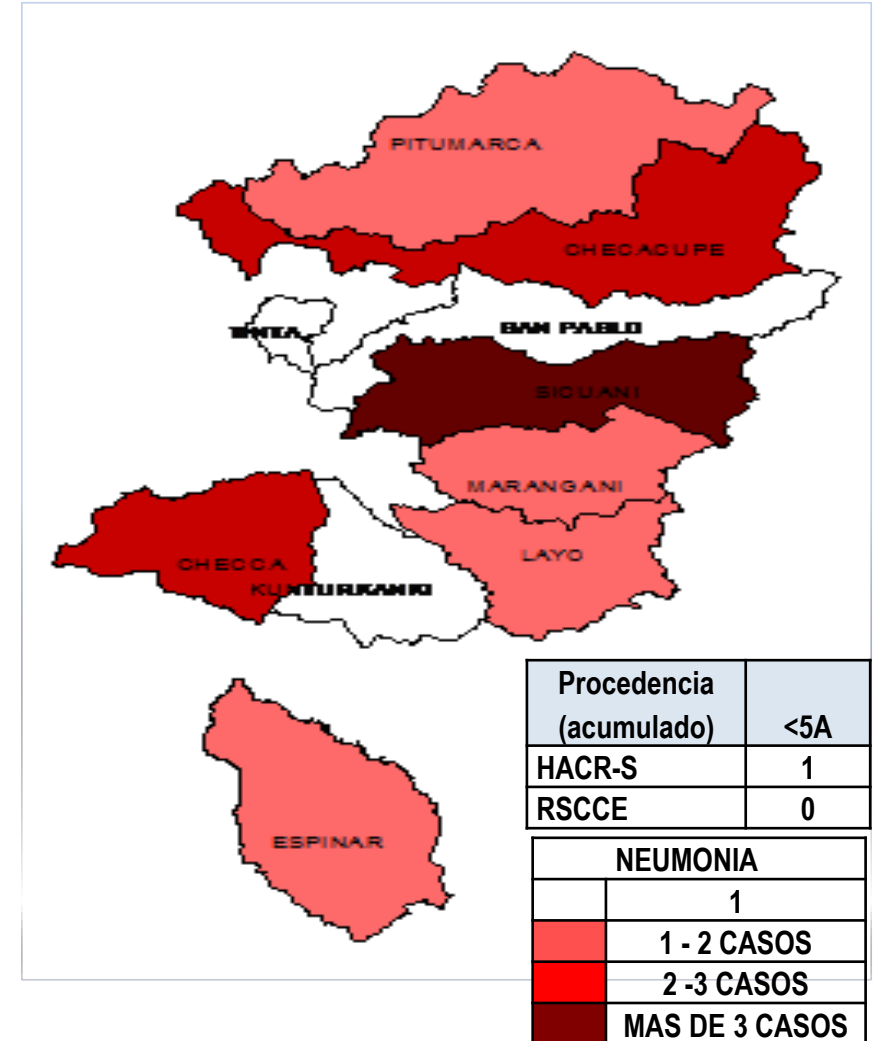 PITUMARCA
CHECACUPE
TINTA
SAN PABLO
SICUANI
MARANGANI
LAYO
CHECCA
KUNTURKANKI
ESPINAR
Procedencia
(acumulado) <5A
HACR-S 1
RSCCE 0
NEUMONIA
1
1 - 2 CASOS
2 -3 CASOS
MAS DE 3 CASOS